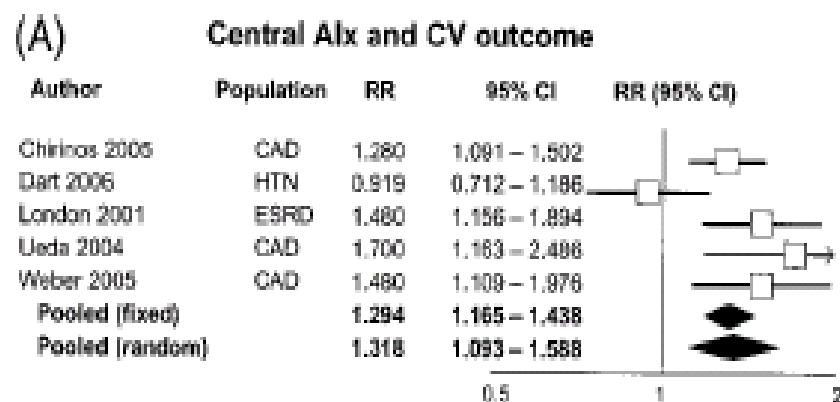 (A) Central AIx and CV outcome
Author Population RR 95% CI RR (95% CI)
Chirinos 2005 CAD 1.280 1.091 – 1.502
Dart 2006 HTN 0.919 0.712 – 1.186
London 2001 ESRD 1.480 1.156 – 1.894
Ueda 2004 CAD 1.700 1.163 – 2.486
Weber 2005 CAD 1.480 1.109 – 1.976
Pooled (fixed) 1.294 1.165 – 1.438
Pooled (random) 1.318 1.093 – 1.588
0.5 1 2